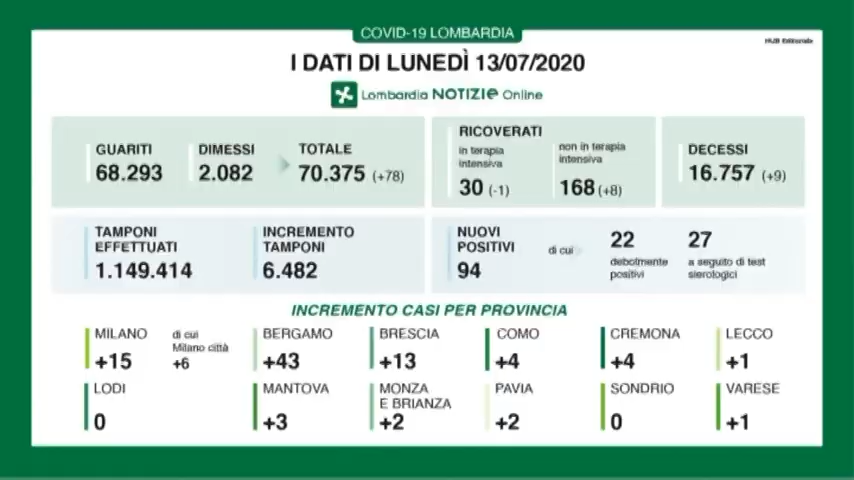 COVID-19 LOMBARDIA
HUB Editoriale
I DATI DI LUNEDÌ 13/07/2020
Lombardia NOTIZIE Online
GUARITI
68.293
DIMESSI
2.082
TOTALE
70.375 (+78)
RICOVERATI
in terapia
intensiva
30 (-1)
non in terapia
intensiva
168 (+8)
DECESSI
16.757 (+9)
TAMPONI
EFFETTUATI
1.149.414
INCREMENTO
TAMPONI
6.482
NUOVI
POSITIVI
94
di cui
22
debolmente
positivi
27
a seguito di test
sierologici
INCREMENTO CASI PER PROVINCIA
MILANO
+15
di cui
Milano città
+6
BERGAMO
+43
BRESCIA
+13
COMO
+4
CREMONA
+4
LECCO
+1
LODI
0
MANTOVA
+3
MONZA
E BRIANZA
+2
PAVIA
+2
SONDRIO
0
VARESE
+1